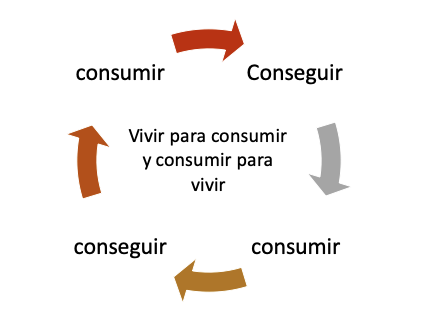 consumir
Conseguir
Vivir para consumir
y consumir para
vivir
conseguir
consumir